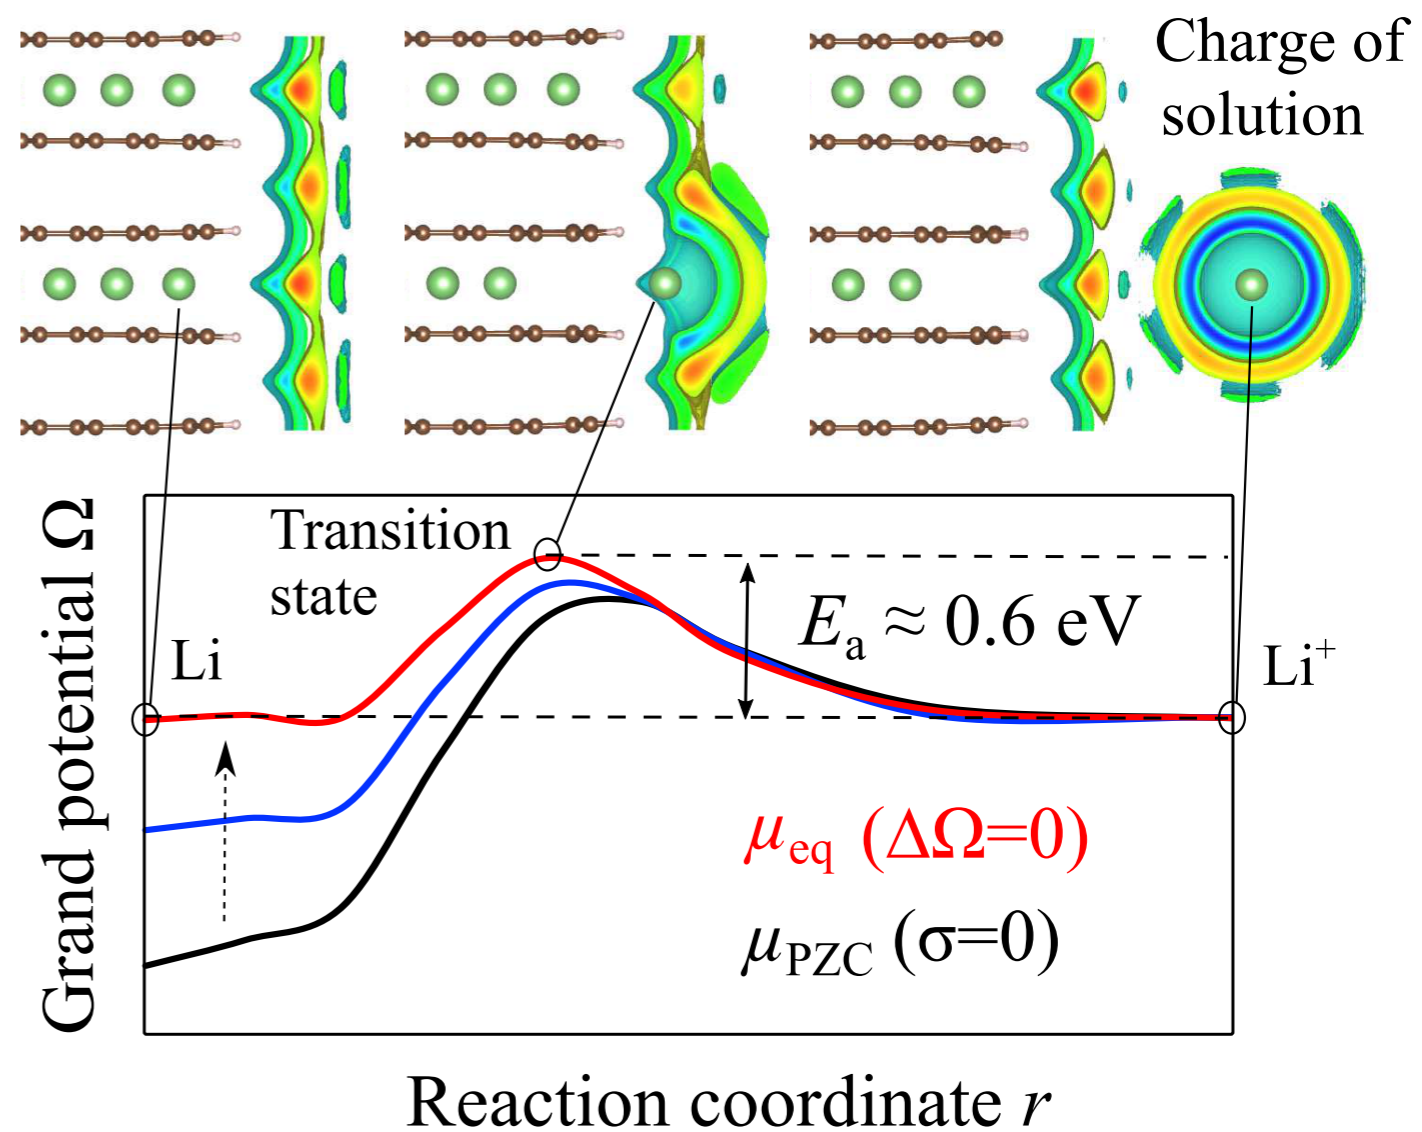 Charge of
solution
Grand potential Ω
Transition
state
Li
Eₐ ≈ 0.6 eV
Li⁺
μeq (ΔΩ=0)
μPZC (σ=0)
Reaction coordinate r